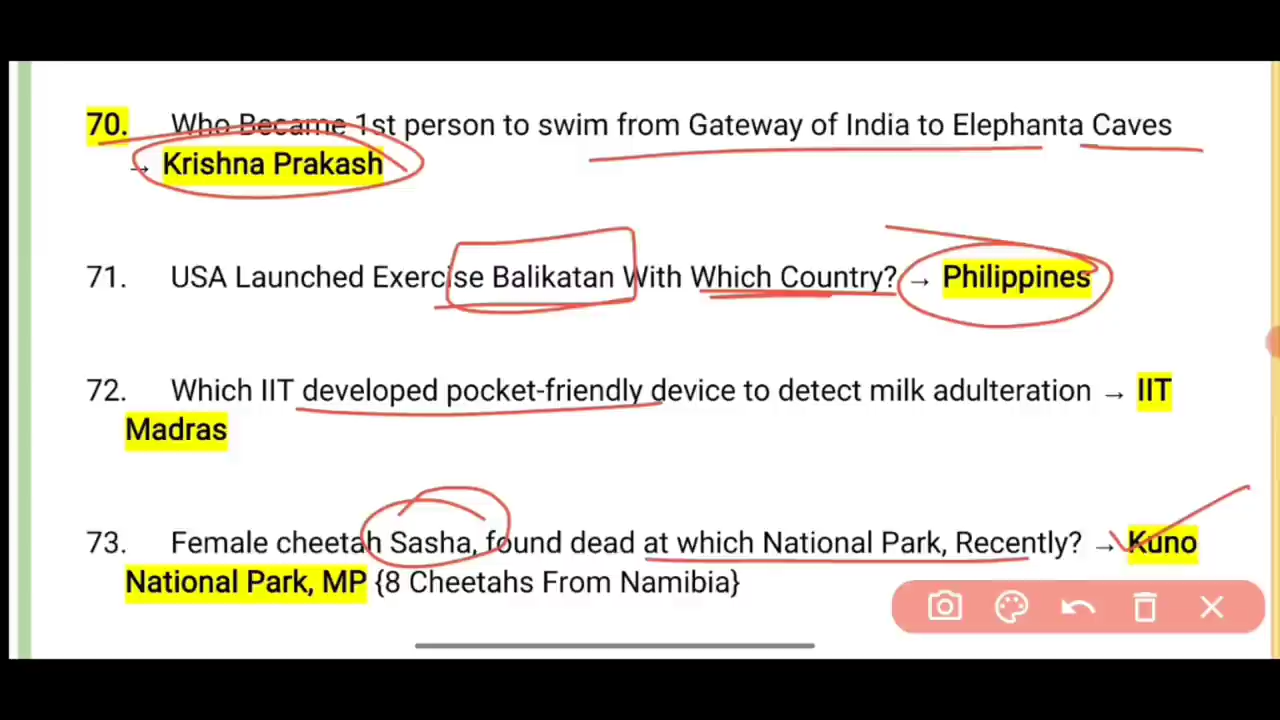 70. Who Became 1st person to swim from Gateway of India to Elephanta Caves
→ Krishna Prakash
71. USA Launched Exercise Balikatan With Which Country? → Philippines
72. Which IIT developed pocket-friendly device to detect milk adulteration → IIT
Madras
73. Female cheetah Sasha, found dead at which National Park, Recently? → Kuno
National Park, MP {8 Cheetahs From Namibia}